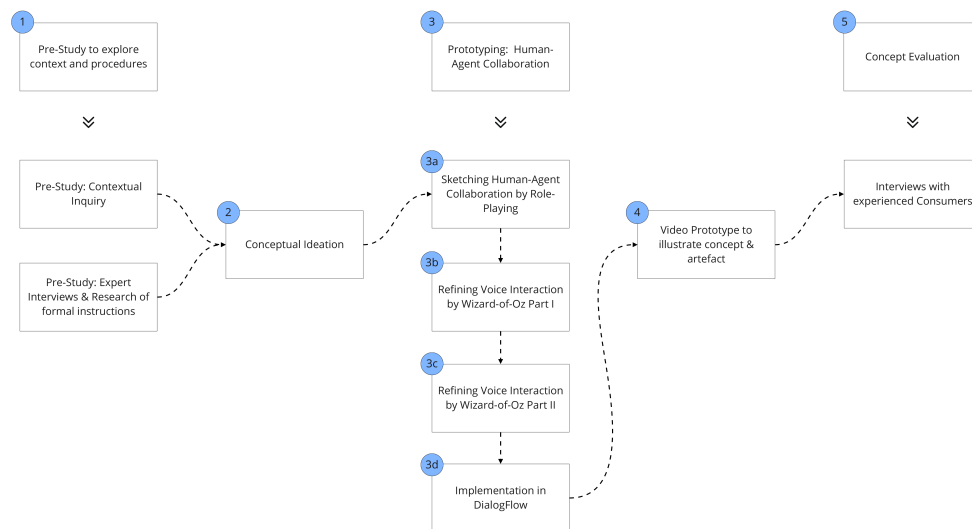 1
Pre-Study to explore
context and procedures
Pre-Study: Contextual
Inquiry
Pre-Study: Expert
Interviews & Research of
formal instructions
2
Conceptual Ideation
3
Prototyping: Human-
Agent Collaboration
3a
Sketching Human-Agent
Collaboration by Role-
Playing
3b
Refining Voice Interaction
by Wizard-of-Oz Part I
3c
Refining Voice Interaction
by Wizard-of-Oz Part II
3d
Implementation in
DialogFlow
4
Video Prototype to
illustrate concept &
artefact
5
Concept Evaluation
Interviews with
experienced Consumers